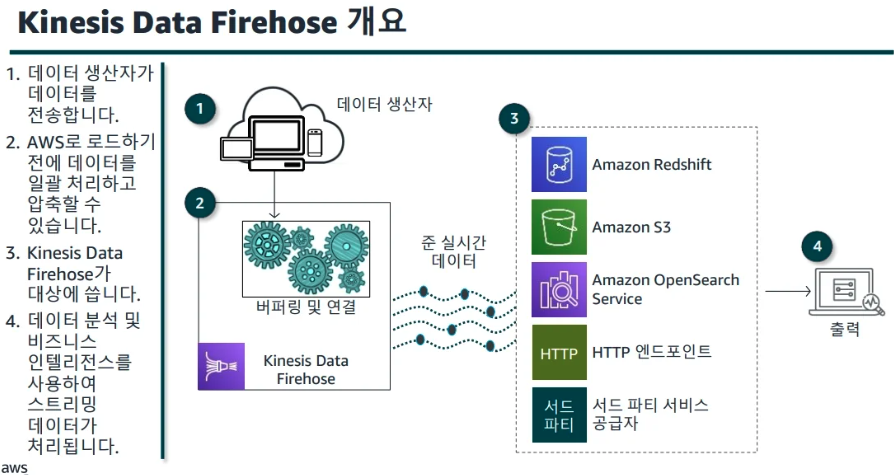 Kinesis Data Firehose 개요
1. 데이터 생산자가
데이터를
전송합니다.
2. AWS로 로드하기
전에 데이터를
일괄 처리하고
압축할 수
있습니다.
3. Kinesis Data
Firehose가
대상에 씁니다.
4. 데이터 분석 및
비즈니스
인텔리전스를
사용하여
스트리밍
데이터가
처리됩니다.
1
데이터 생산자
2
버퍼링 및 연결
Kinesis Data
Firehose
준 실시간
데이터
3
Amazon Redshift
Amazon S3
Amazon OpenSearch
Service
HTTP
HTTP 엔드포인트
서드
파티
서드 파티 서비스
공급자
4
출력
aws